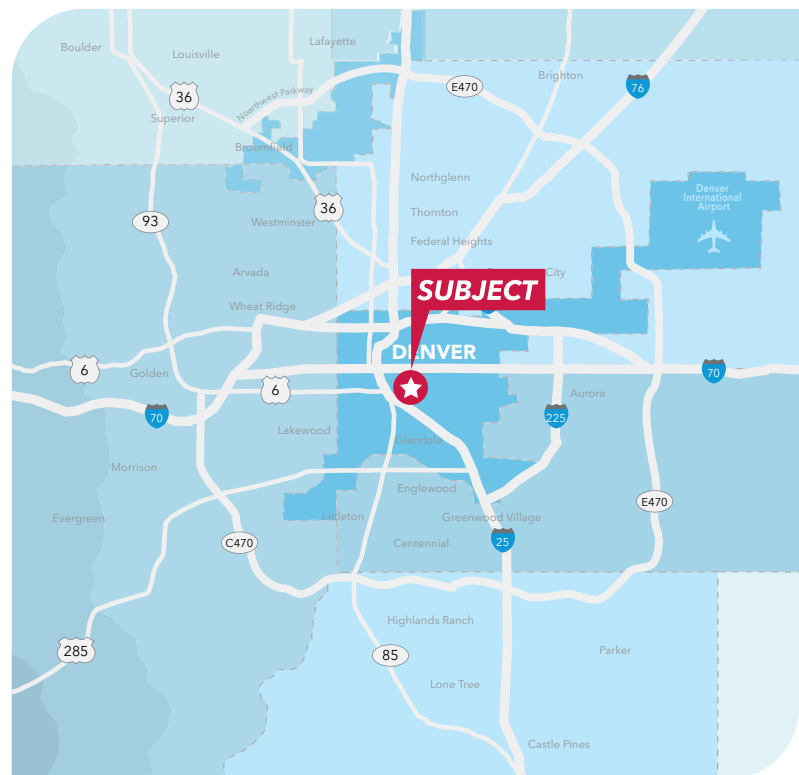 Lafayette
Boulder
Louisville
Brighton
36
E470
76
Northwest Parkway
Superior
Broomfield
Northglenn
Denver
International
Airport
93
36
Thornton
Westminster
Federal Heights
Arvada
City
SUBJECT
Wheat Ridge
DENVER
6
Golden
70
6
Aurora
70
225
Lakewood
Glendale
Morrison
Englewood
E470
Evergreen
Littleton
Greenwood Village
C470
Centennial
25
Highlands Ranch
285
85
Parker
Lone Tree
Castle Pines